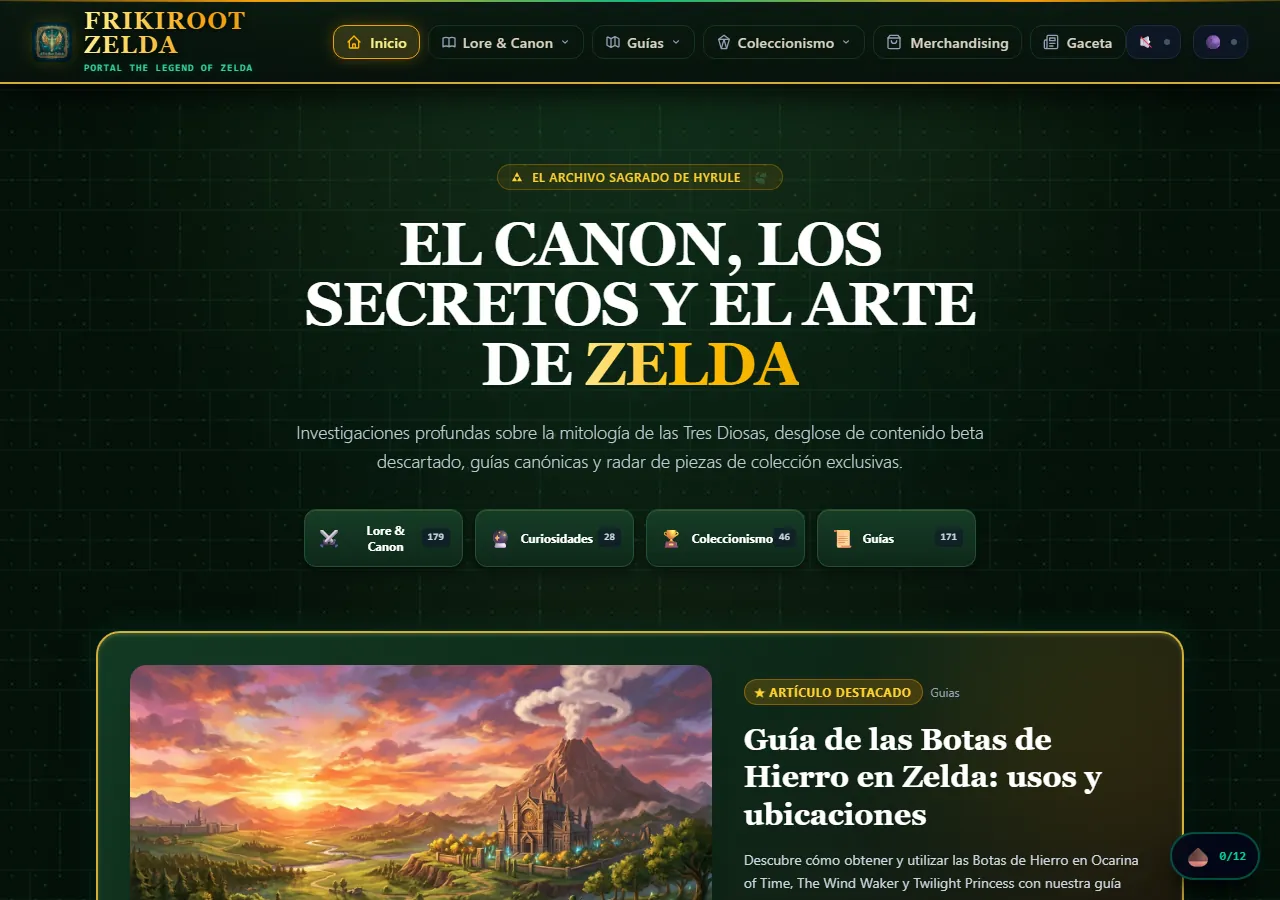 FRIKIROOT
ZELDA
PORTAL THE LEGEND OF ZELDA
Inicio
Lore & Canon
Guías
Coleccionismo
Merchandising
Gaceta
EL ARCHIVO SAGRADO DE HYRULE
EL CANON, LOS
SECRETOS Y EL ARTE
DE ZELDA
Investigaciones profundas sobre la mitología de las Tres Diosas, desglose de contenido beta
descartado, guías canónicas y radar de piezas de colección exclusivas.
Lore &
Canon
179
Curiosidades 28
Coleccionismo 46
Guías 171
★ ARTÍCULO DESTACADO Guias
Guía de las Botas de
Hierro en Zelda: usos y
ubicaciones
Descubre cómo obtener y utilizar las Botas de Hierro en Ocarina
of Time, The Wind Waker y Twilight Princess con nuestra guía
0/12